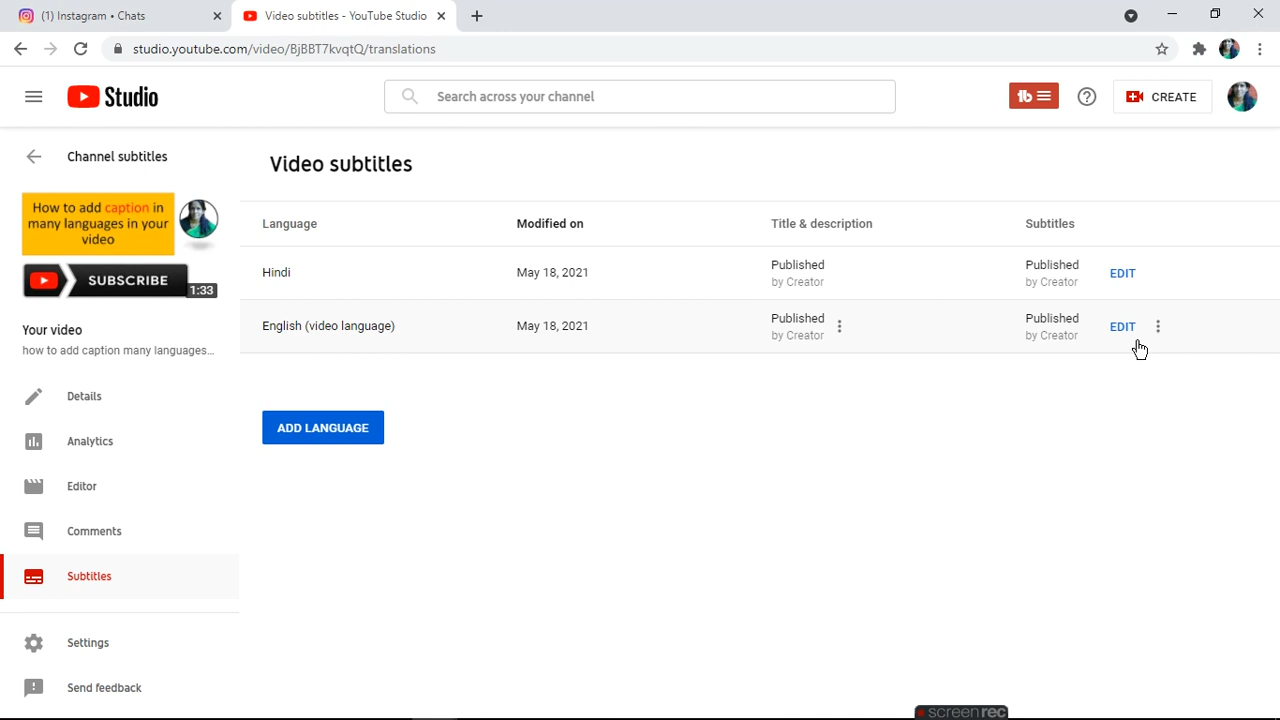 (1) Instagram • Chats
Video subtitles - YouTube Studio
studio.youtube.com/video/BjBBT7kvqtQ/translations
Studio
Search across your channel
tb
CREATE
Channel subtitles
Video subtitles
How to add caption in
many languages in your
video
SUBSCRIBE
1:33
Your video
how to add caption many languages...
Details
Analytics
Editor
Comments
Subtitles
Settings
Send feedback
Language Modified on Title & description Subtitles
Hindi May 18, 2021 Published by Creator Published by Creator EDIT
English (video language) May 18, 2021 Published by Creator Published by Creator EDIT
ADD LANGUAGE
screenrec